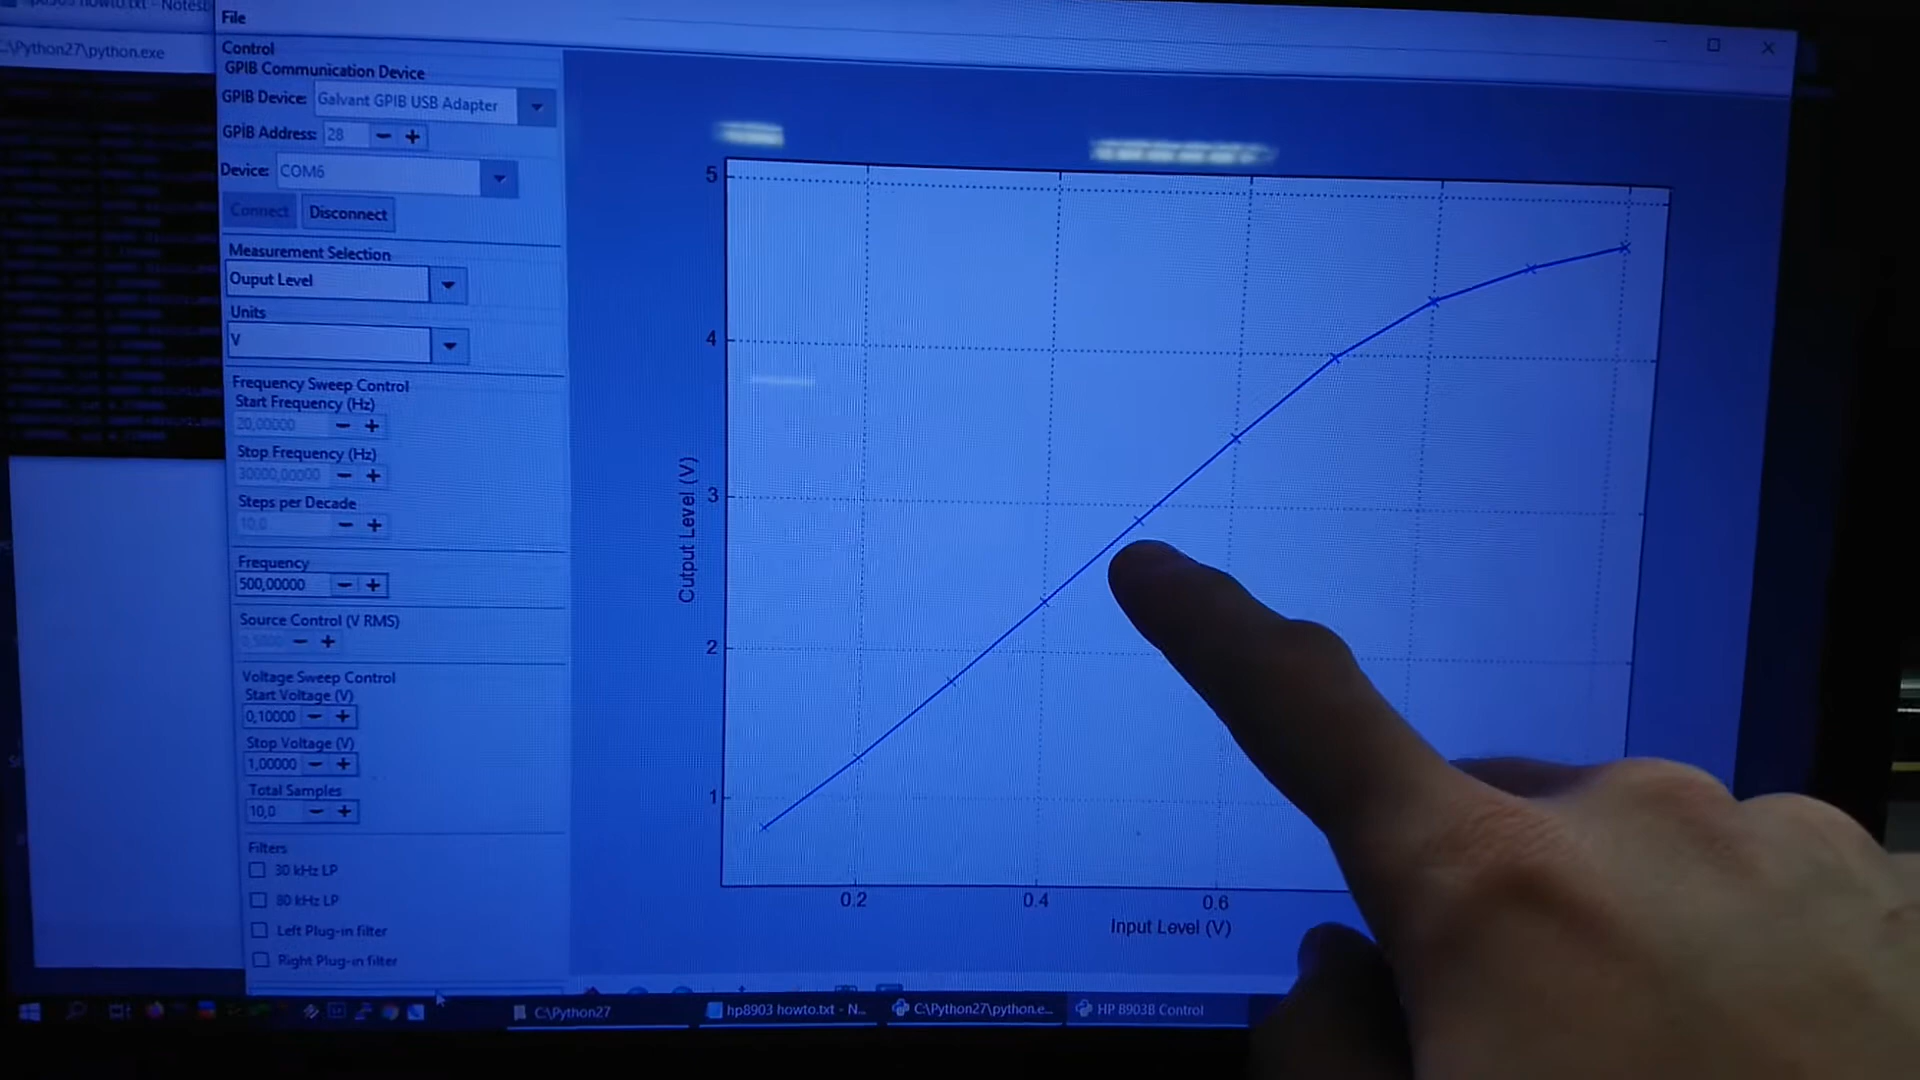 File
C:\Python27\python.exe
Control
GPIB Communication Device
GPIB Device: Galvant GPIB USB Adapter
GPIB Address: 28
Device: COM6
Connect Disconnect
Measurement Selection
Ouput Level
Units
V
Frequency Sweep Control
Start Frequency (Hz)
20,00000
Stop Frequency (Hz)
30000,00000
Steps per Decade
10,0
Frequency
500,00000
Source Control (V RMS)
0,5000
Voltage Sweep Control
Start Voltage (V)
0,10000
Stop Voltage (V)
1,00000
Total Samples
10,0
Filters
30 kHz LP
80 kHz LP
Left Plug-in filter
Right Plug-in filter
5
4
3
2
1
Output Level (V)
0.2 0.4 0.6
Input Level (V)
C:\Python27
hp8903 howto.txt - N...
C:\Python27\python.e...
HP 8903B Control